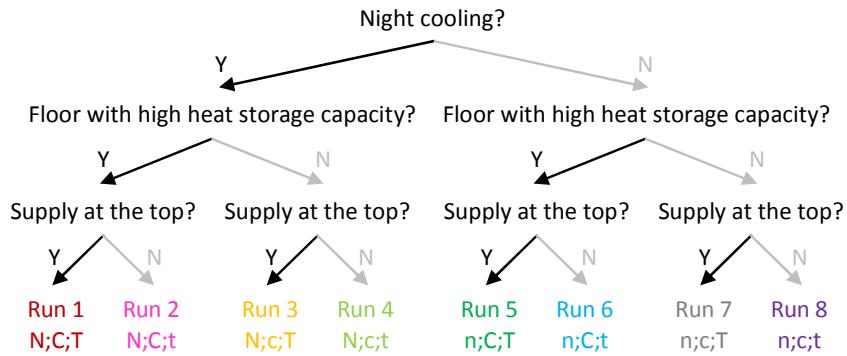 Night cooling?
Y N
Floor with high heat storage capacity? Floor with high heat storage capacity?
Y N Y N
Supply at the top? Supply at the top? Supply at the top? Supply at the top?
Y N Y N Y N Y N
Run 1 Run 2 Run 3 Run 4 Run 5 Run 6 Run 7 Run 8
N;C;T N;C;t N;c;T N;c;t n;C;T n;C;t n;c;T n;c;t